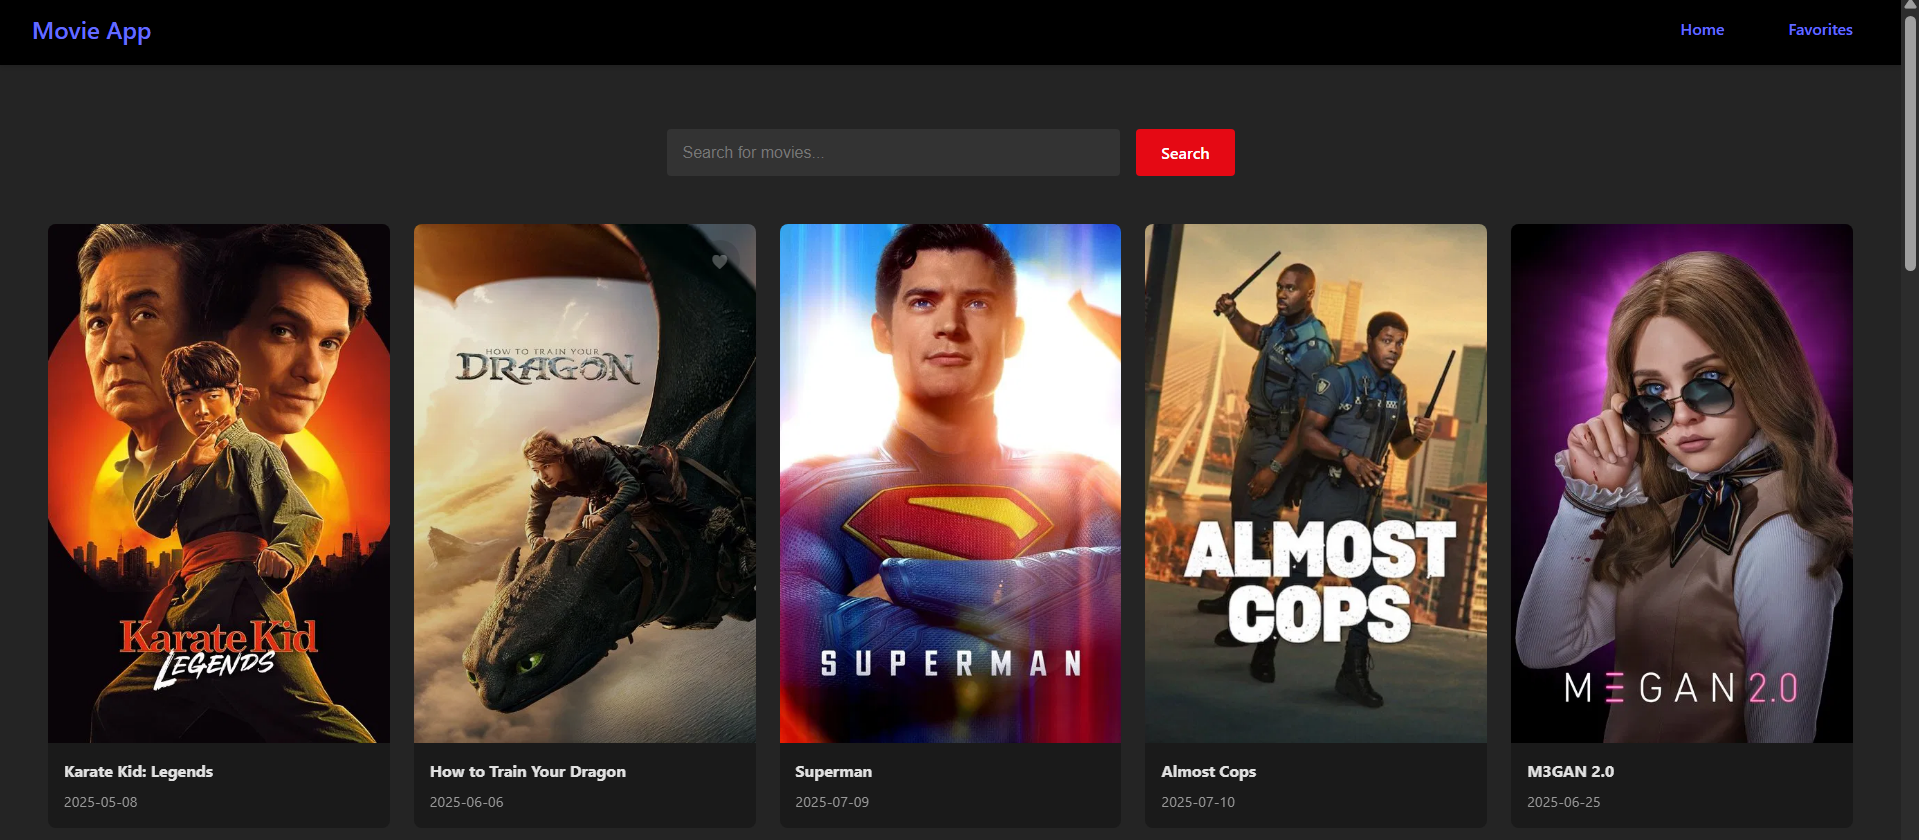 Movie App
Home
Favorites
Search for movies...
Search
Karate Kid
LEGENDS
HOW TO TRAIN YOUR
DRAGON
SUPERMAN
ALMOST
COPS
MƎGAN 2.0
Karate Kid: Legends
2025-05-08
How to Train Your Dragon
2025-06-06
Superman
2025-07-09
Almost Cops
2025-07-10
M3GAN 2.0
2025-06-25